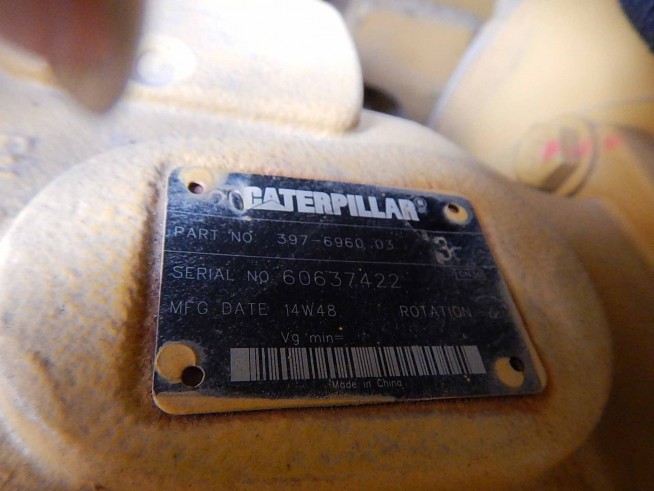 CATERPILLAR®
PART NO 397-6960 03
SERIAL NO 60637422
MFG DATE 14W48 ROTATION
Vg min=
Made in China